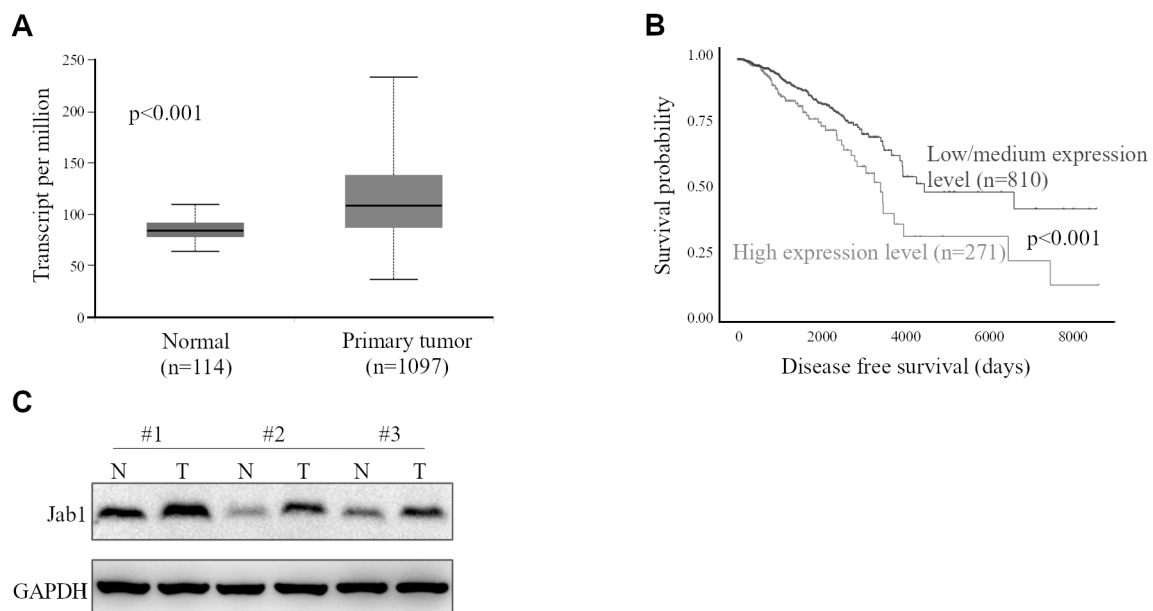 A
250
200
150
100
50
0
Transcript per million
p<0.001
Normal
(n=114)
Primary tumor
(n=1097)
B
1.00
0.75
0.50
0.25
0.00
Survival probability
Low/medium expression
level (n=810)
p<0.001
High expression level (n=271)
0 2000 4000 6000 8000
Disease free survival (days)
C
#1 #2 #3
N T N T N T
Jab1
GAPDH